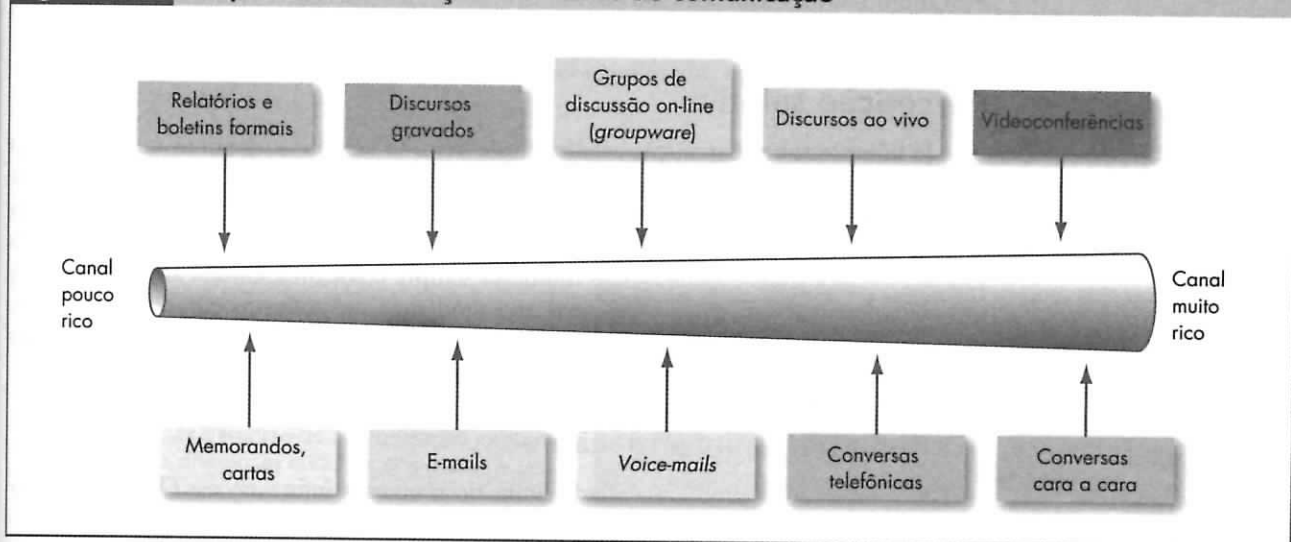 comunicação
Relatórios e
boletins formais
Discursos
gravados
Grupos de
discussão on-line
(groupware)
Discursos ao vivo
Videoconferências
Canal
pouco
rico
Canal
muito
rico
Memorandos,
cartas
E-mails
Voice-mails
Conversas
telefônicas
Conversas
cara a cara